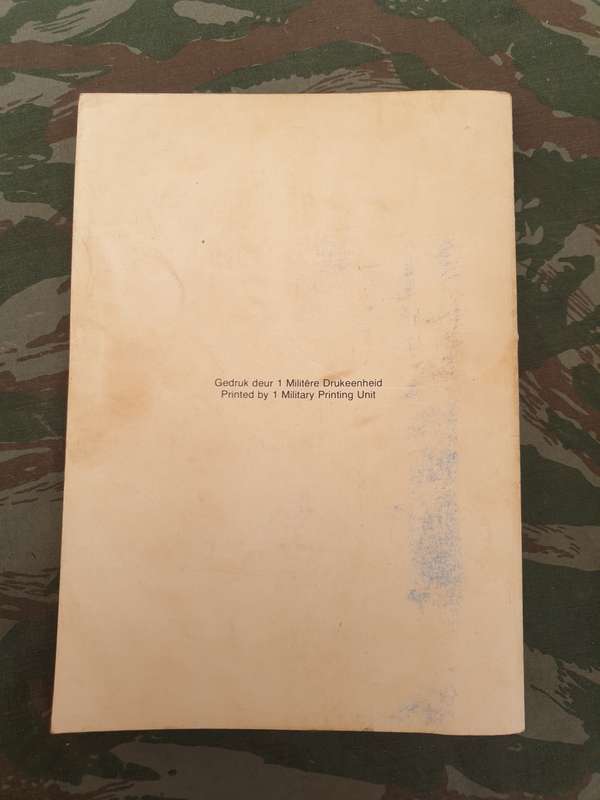 Gedruk deur 1 Militêre Drukeenheid
Printed by 1 Military Printing Unit